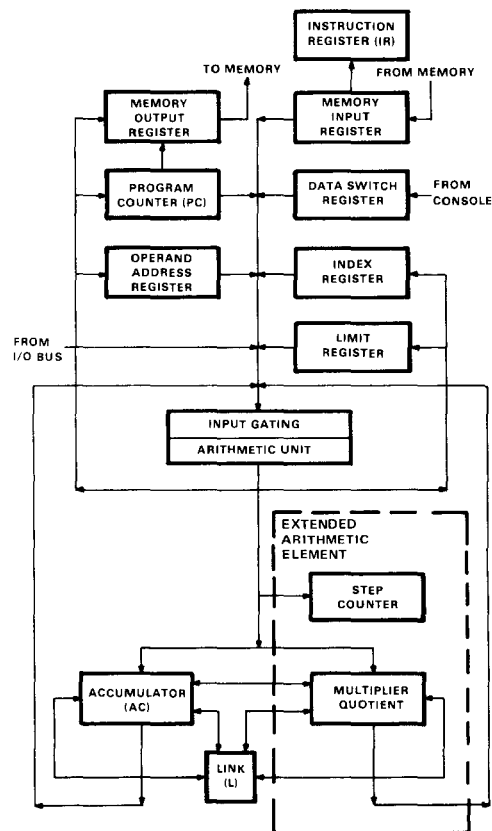 INSTRUCTION
REGISTER (IR)
TO MEMORY
FROM MEMORY
MEMORY
OUTPUT
REGISTER
MEMORY
INPUT
REGISTER
PROGRAM
COUNTER (PC)
DATA SWITCH
REGISTER
FROM
CONSOLE
OPERAND
ADDRESS
REGISTER
INDEX
REGISTER
FROM
I/O BUS
LIMIT
REGISTER
INPUT GATING
ARITHMETIC UNIT
EXTENDED
ARITHMETIC
ELEMENT
STEP
COUNTER
ACCUMULATOR
(AC)
MULTIPLIER
QUOTIENT
LINK
(L)